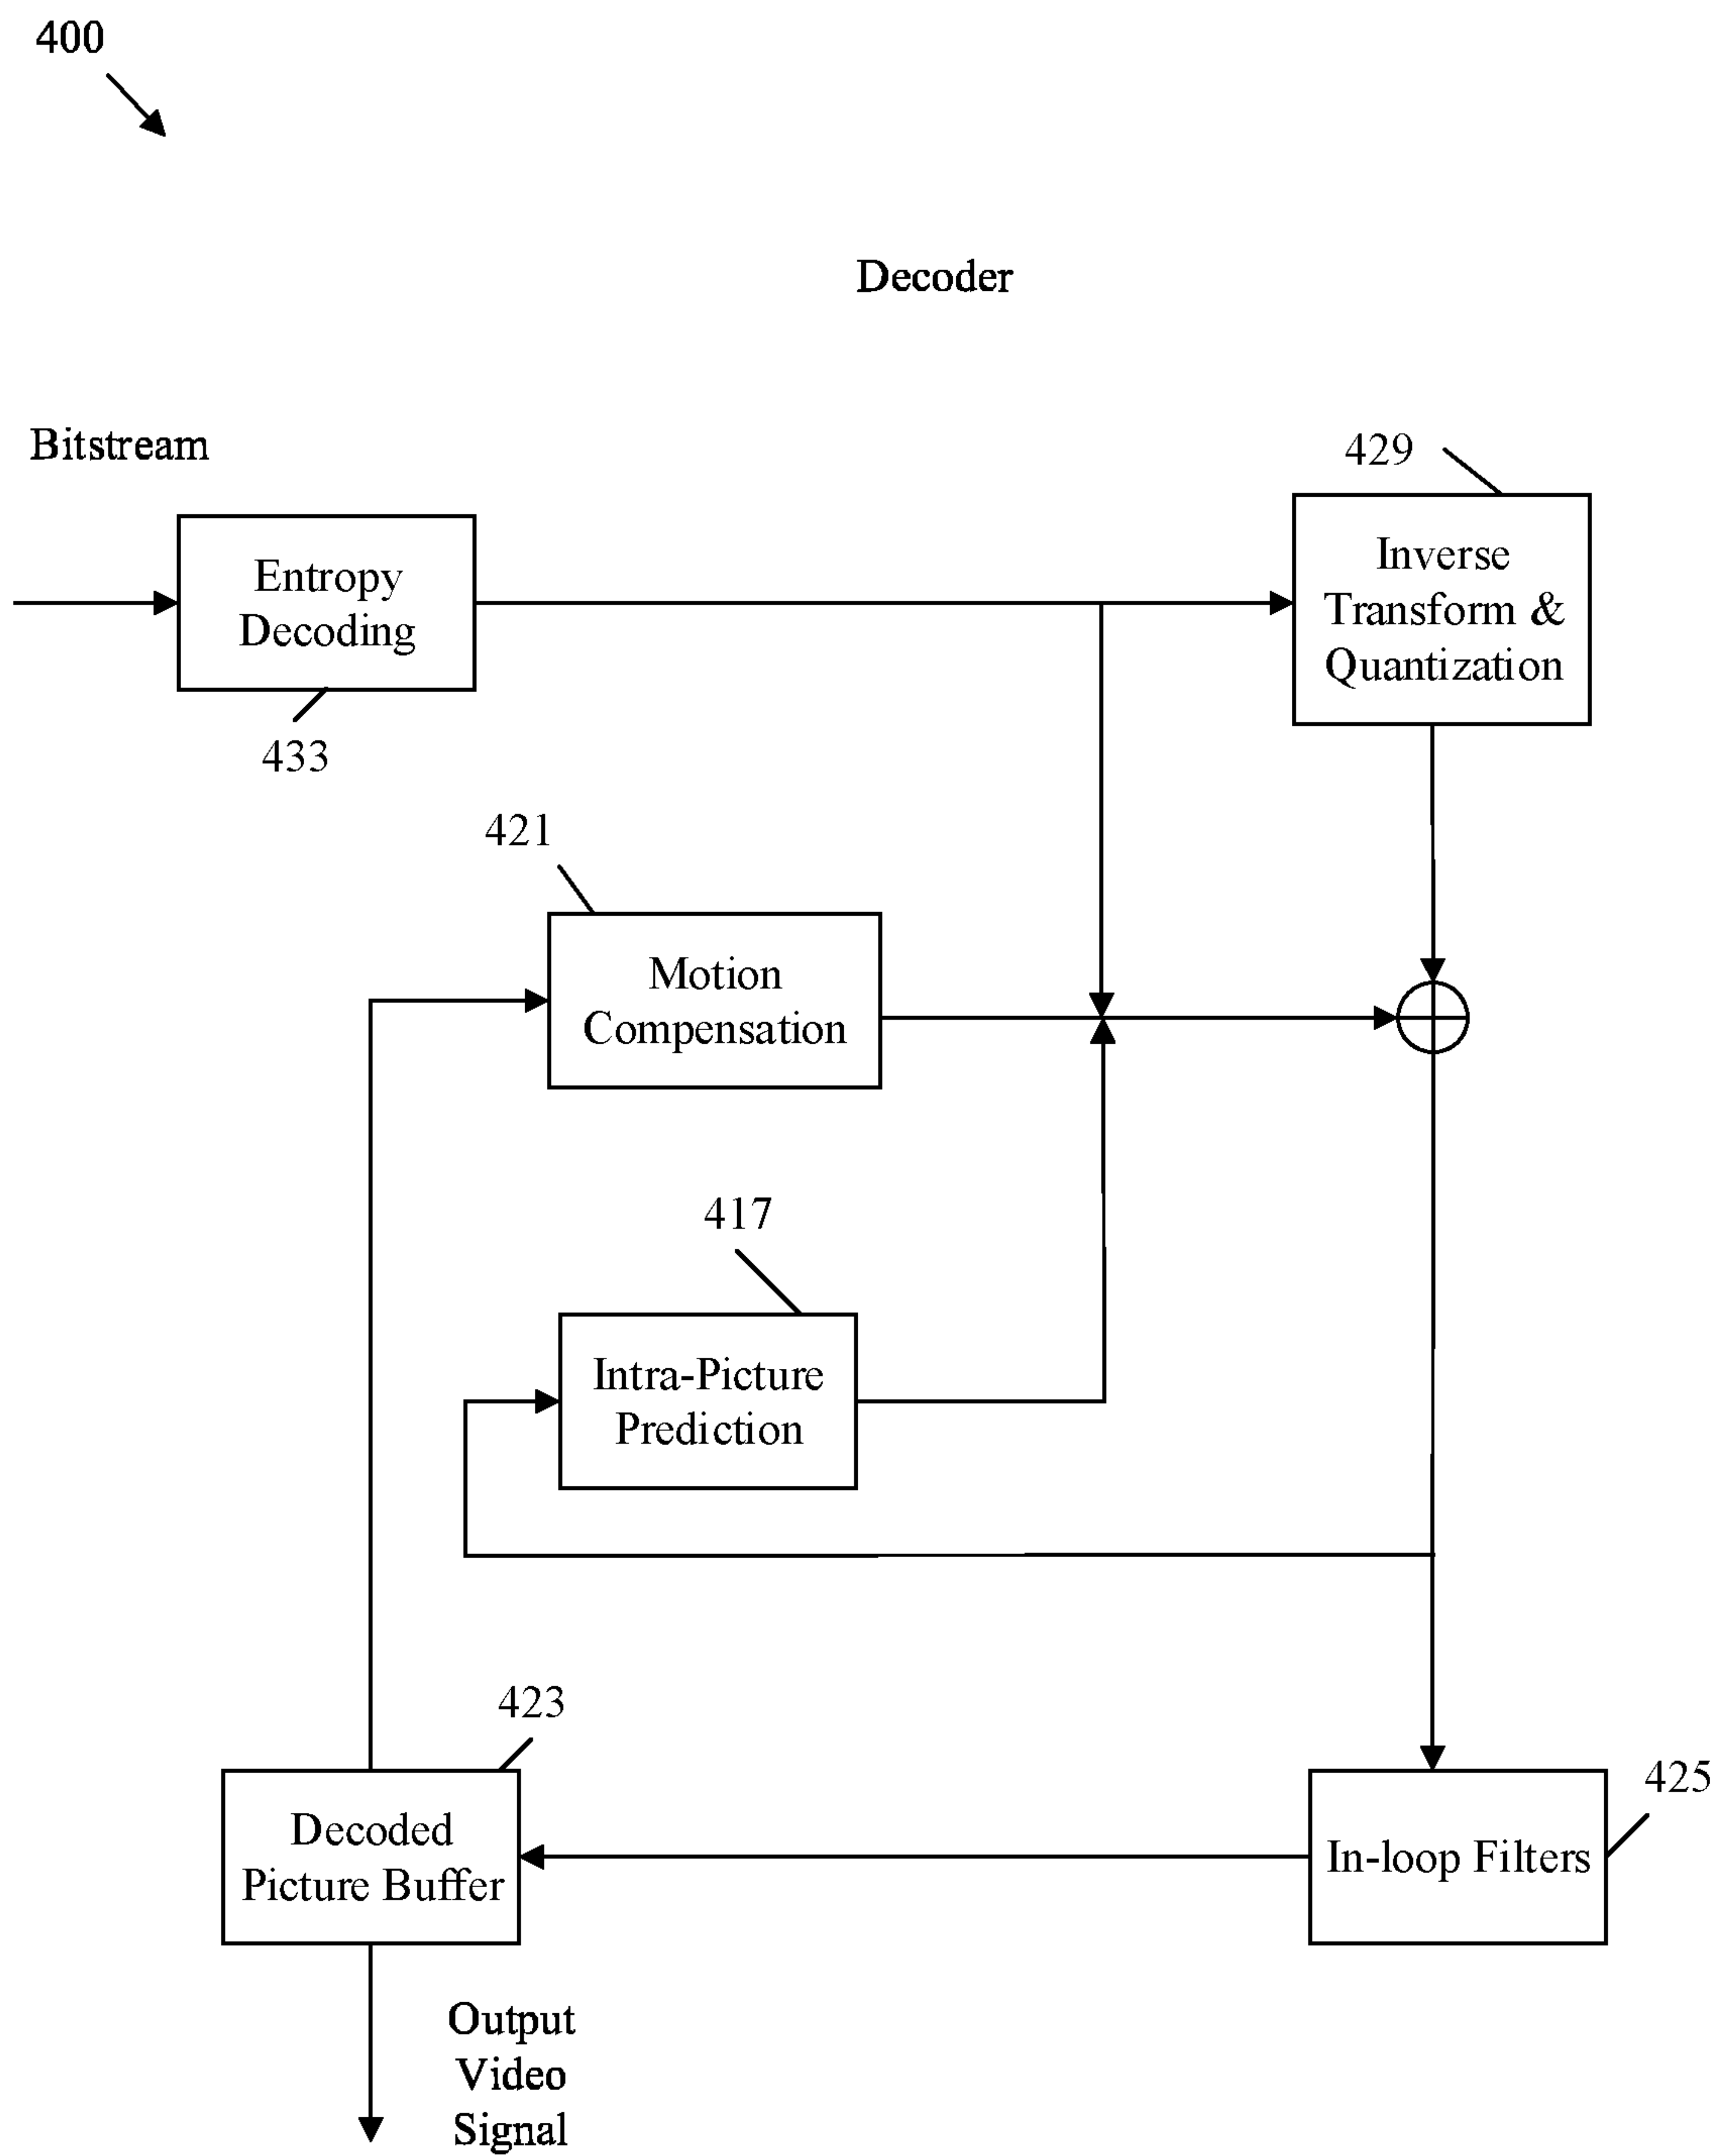 400
Decoder
Bitstream
429
Entropy
Decoding
Inverse
Transform &
Quantization
433
421
Motion
Compensation
417
Intra-Picture
Prediction
423
Decoded
Picture Buffer
425
In-loop Filters
Output
Video
Signal